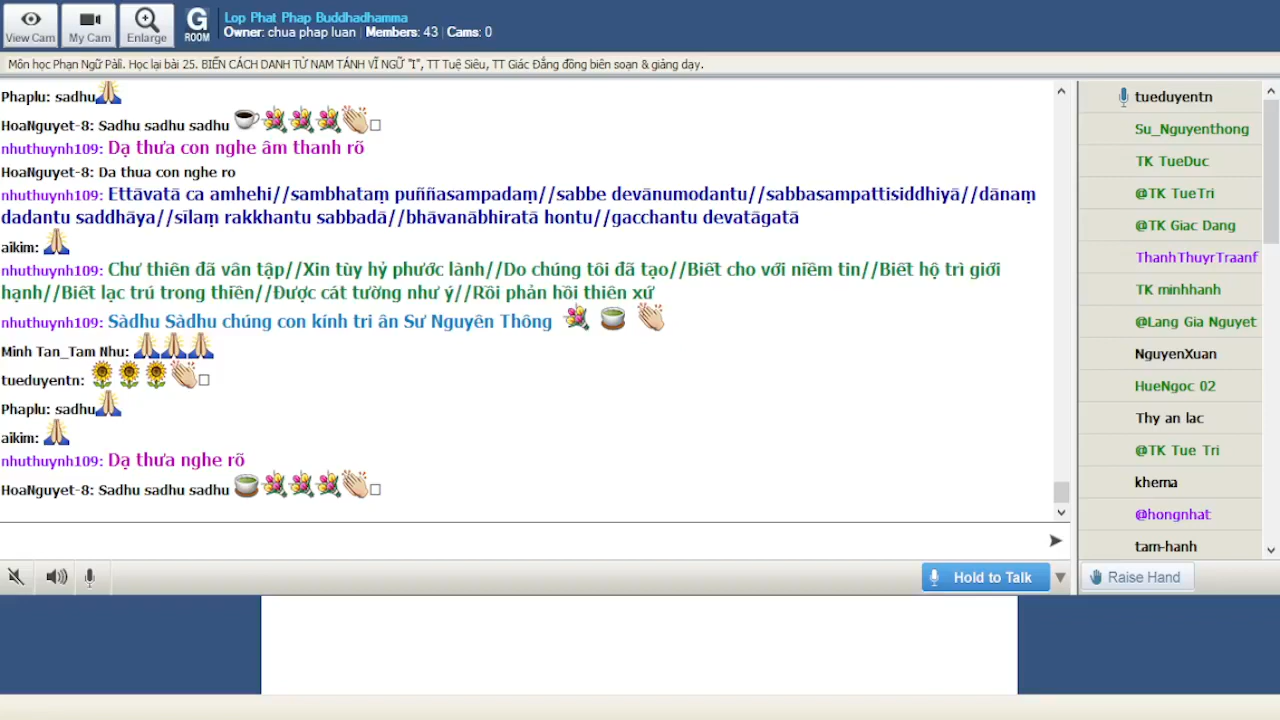 View Cam
My Cam
Enlarge
G
ROOM
Lop Phat Phap Buddhadhamma
Owner: chua phap luan | Members: 43 | Cams: 0
Môn học Phạn Ngữ Pàli. Học lại bài 25. BIẾN CÁCH DANH TỪ NAM TÁNH VĨ NGỮ "I", TT Tuệ Siêu, TT Giác Đẳng đồng biên soạn & giảng dạy.
Phaplu: sadhu
HoaNguyet-8: Sadhu sadhu sadhu
nhuthuynh109: Dạ thưa con nghe âm thanh rõ
HoaNguyet-8: Da thua con nghe ro
nhuthuynh109: Ettāvatā ca amhehi//sambhataṃ puññasampadaṃ//sabbe devānumodantu//sabbasampattisiddhiyā//dānaṃ
dadantu saddhāya//sīlaṃ rakkhantu sabbadā//bhāvanābhiratā hontu//gacchantu devatāgatā
aikim:
nhuthuynh109: Chư thiên đã vân tập//Xin tùy hỷ phước lành//Do chúng tôi đã tạo//Biết cho với niềm tin//Biết hộ trì giới
hạnh//Biết lạc trú trong thiền//Được cát tường như ý//Rồi phản hồi thiên xứ
nhuthuynh109: Sàdhu Sàdhu chúng con kính tri ân Sư Nguyên Thông
Minh Tan_Tam Nhu:
tueduyentn:
Phaplu: sadhu
aikim:
nhuthuynh109: Dạ thưa nghe rõ
HoaNguyet-8: Sadhu sadhu sadhu
Hold to Talk
tueduyentn
Su_Nguyenthong
TK TueDuc
@TK TueTri
@TK Giac Dang
ThanhThuyrTraanf
TK minhhanh
@Lang Gia Nguyet
NguyenXuan
HueNgoc 02
Thy an lac
@TK Tue Tri
khema
@hongnhat
tam-hanh
Raise Hand